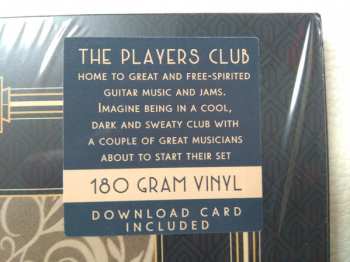 THE PLAYERS CLUB
HOME TO GREAT AND FREE-SPIRITED
GUITAR MUSIC AND JAMS.
IMAGINE BEING IN A COOL,
DARK AND SWEATY CLUB WITH
A COUPLE OF GREAT MUSICIANS
ABOUT TO START THEIR SET
180 GRAM VINYL
DOWNLOAD CARD
INCLUDED